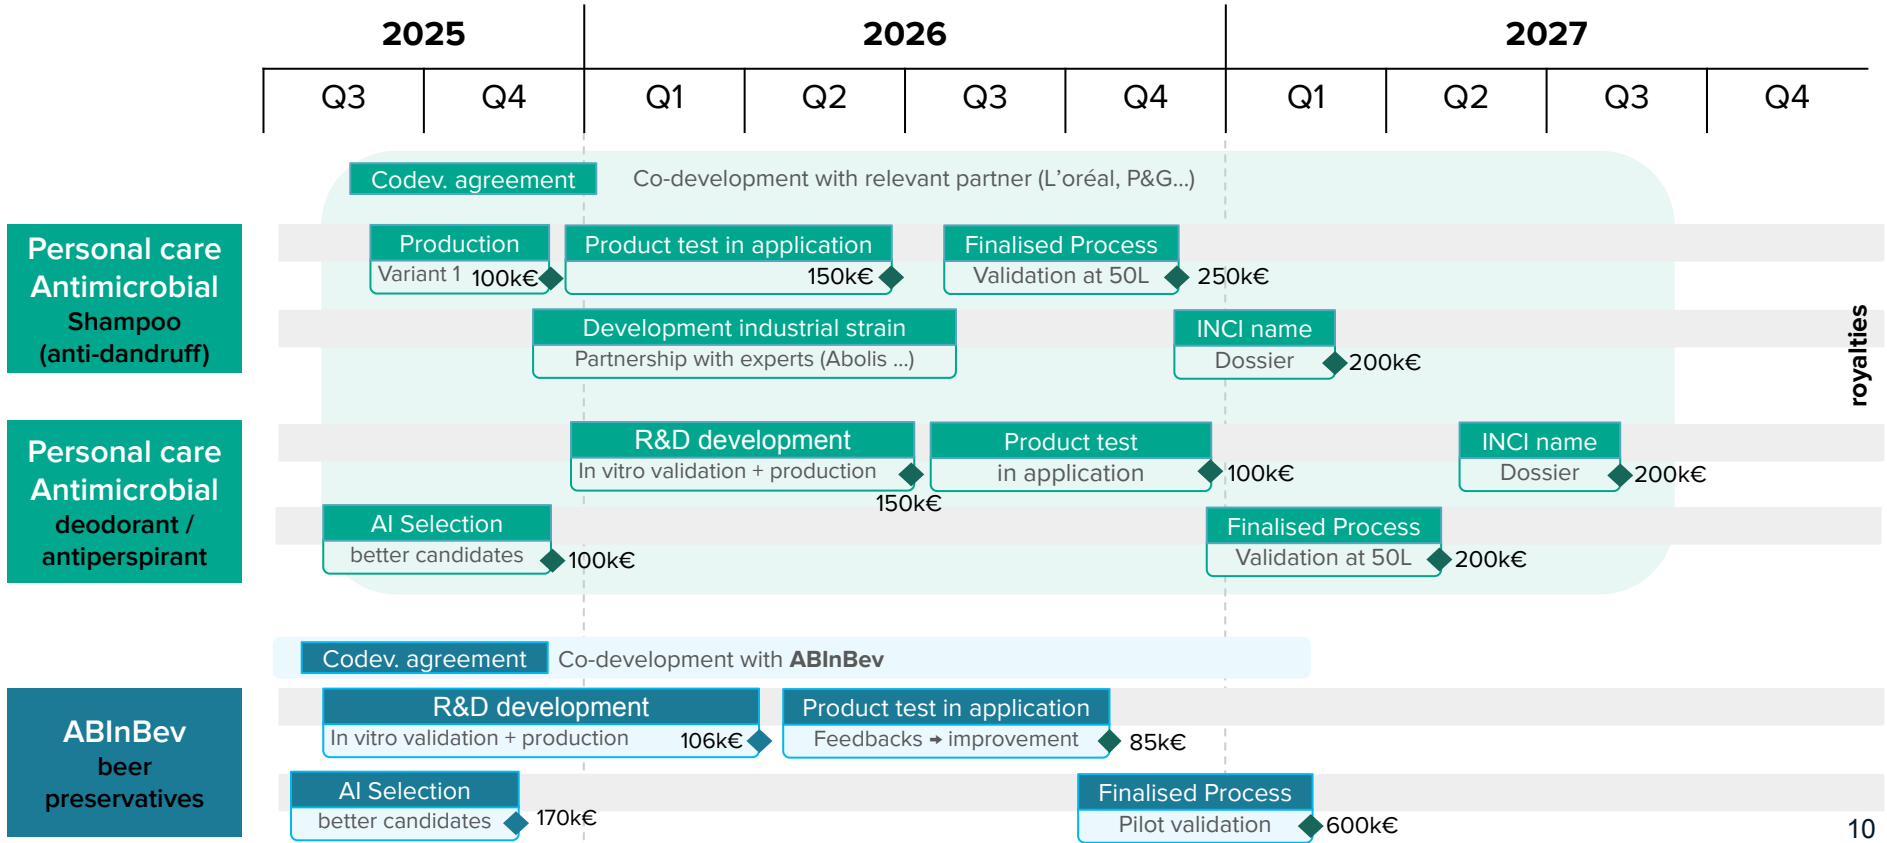 2025
2026
2027
Q3
Q4
Q1
Q2
Q3
Q4
Q1
Q2
Q3
Q4
Codev. agreement
Co-development with relevant partner (L'oréal, P&G...)
Personal care
Antimicrobial
Shampoo
(anti-dandruff)
Production
Variant 1
100k€
Product test in application
150k€
Finalised Process
Validation at 50L
250k€
Development industrial strain
Partnership with experts (Abolis ...)
INCI name
Dossier
200k€
royalties
Personal care
Antimicrobial
deodorant /
antiperspirant
R&D development
In vitro validation + production
150k€
Product test
in application
100k€
INCI name
Dossier
200k€
AI Selection
better candidates
100k€
Finalised Process
Validation at 50L
200k€
Codev. agreement
Co-development with ABInBev
ABInBev
beer
preservatives
R&D development
In vitro validation + production
106k€
Product test in application
Feedbacks → improvement
85k€
AI Selection
better candidates
170k€
Finalised Process
Pilot validation
600k€
10